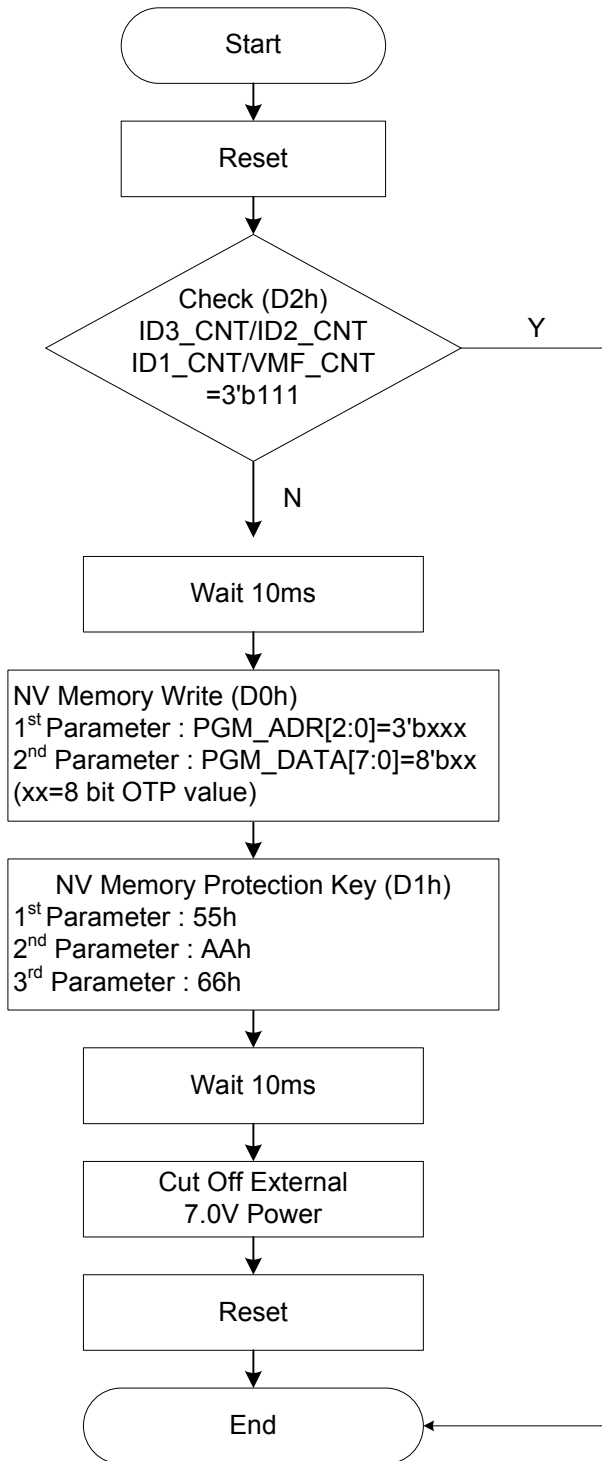 Start
Reset
Check (D2h)
ID3_CNT/ID2_CNT
ID1_CNT/VMF_CNT
=3'b111
Y
N
Wait 10ms
NV Memory Write (D0h)
1st Parameter : PGM_ADR[2:0]=3'bxxx
2nd Parameter : PGM_DATA[7:0]=8'bxx
(xx=8 bit OTP value)
NV Memory Protection Key (D1h)
1st Parameter : 55h
2nd Parameter : AAh
3rd Parameter : 66h
Wait 10ms
Cut Off External
7.0V Power
Reset
End